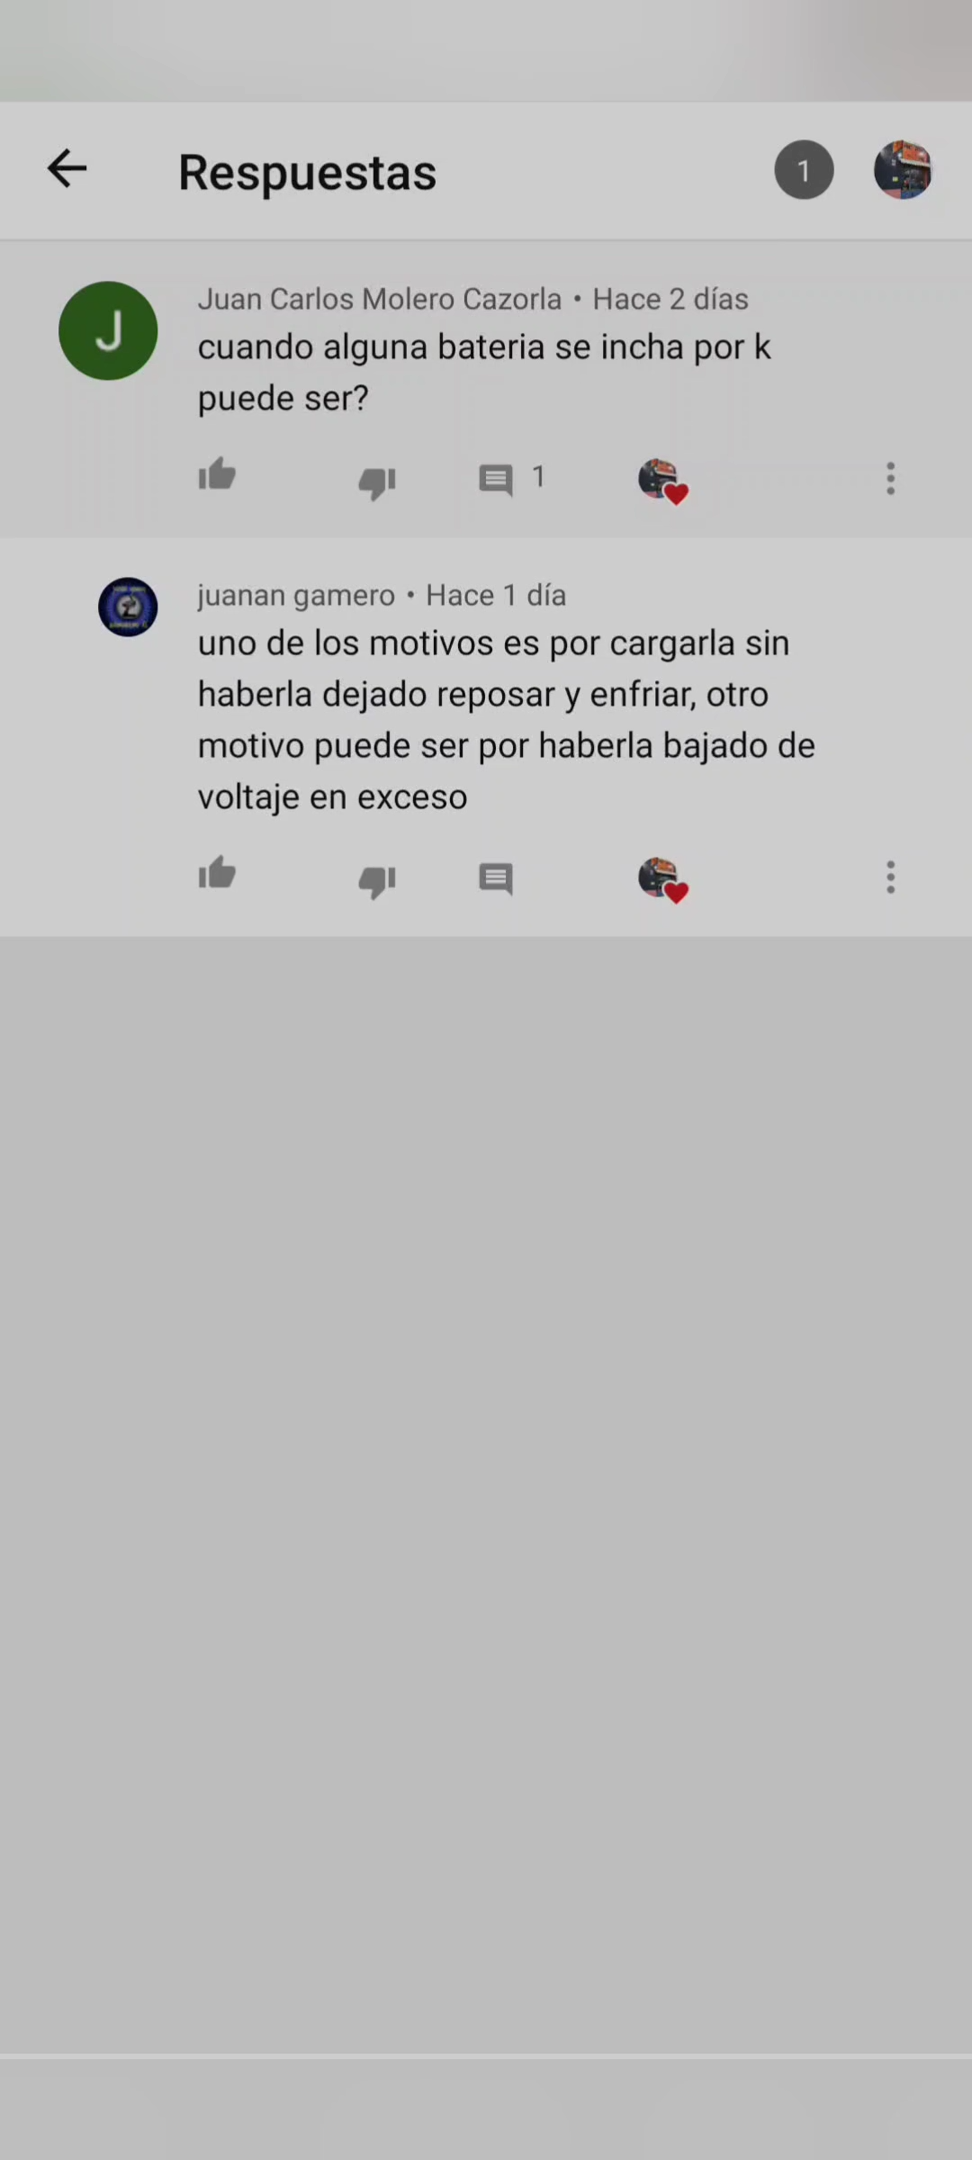 Respuestas
1
Juan Carlos Molero Cazorla • Hace 2 días
cuando alguna bateria se incha por k
puede ser?
1
juanan gamero • Hace 1 día
uno de los motivos es por cargarla sin
haberla dejado reposar y enfriar, otro
motivo puede ser por haberla bajado de
voltaje en exceso